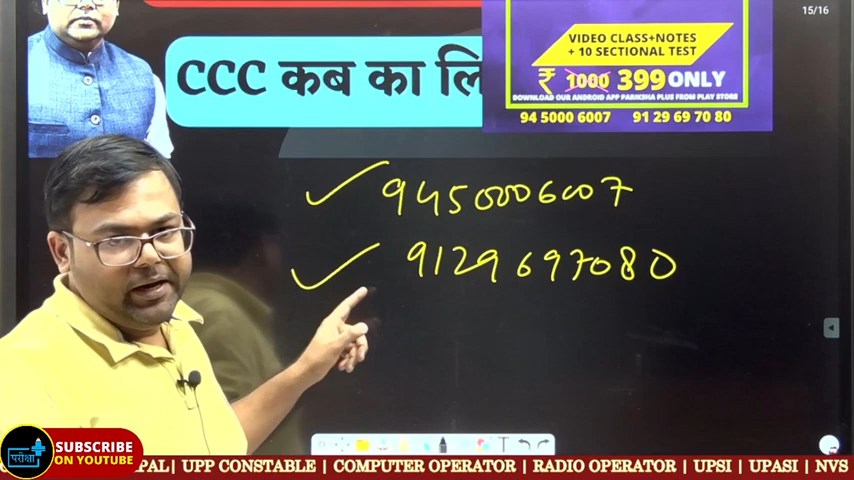 15/16
CCC कब का लि
VIDEO CLASS+NOTES
+ 10 SECTIONAL TEST
₹ 1000 399 ONLY
DOWNLOAD OUR ANDROID APP PARIKSHA PLUS FROM PLAY STORE
94 5000 6007 91 29 69 70 80
9450006007
9129697080
परीक्षा
SUBSCRIBE
ON YOUTUBE
PAL| UPP CONSTABLE | COMPUTER OPERATOR | RADIO OPERATOR | UPSI | UPASI | NVS